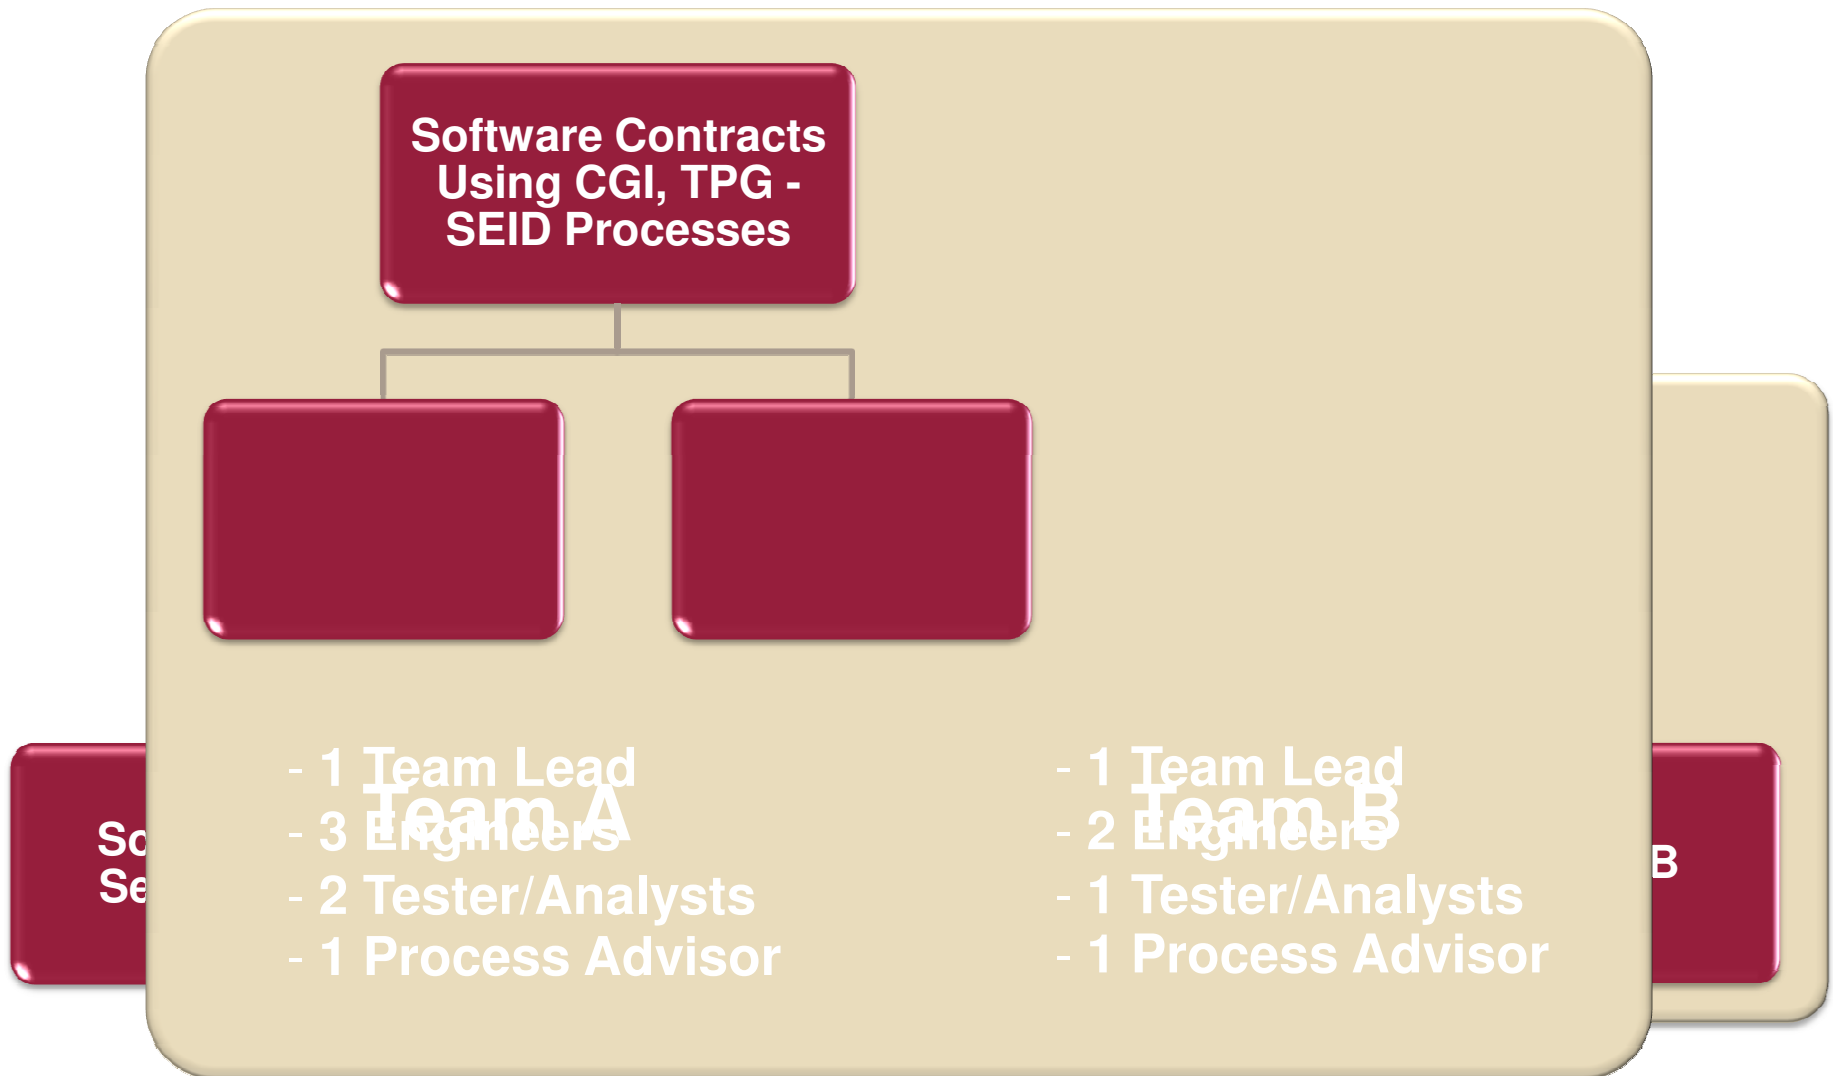 Software Contracts
Using CGI, TPG -
SEID Processes
- 1 Team Lead
Team A
- 3 Engineers
- 2 Tester/Analysts
- 1 Process Advisor
- 1 Team Lead
Team B
- 2 Engineers
- 1 Tester/Analysts
- 1 Process Advisor
B